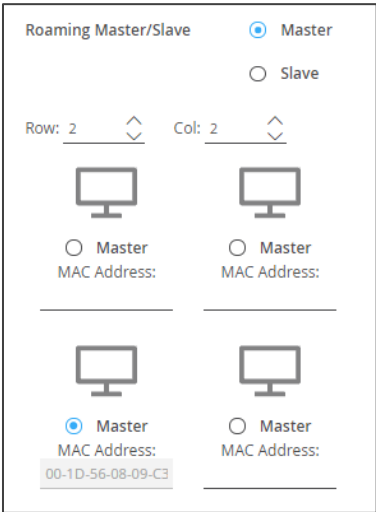 Roaming Master/Slave Master
Slave
Row: 2 Col: 2
Master Master
MAC Address: MAC Address:
Master Master
MAC Address: MAC Address:
00-1D-56-08-09-C3